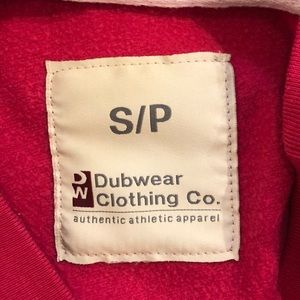 S/P
DW Dubwear
Clothing Co.
authentic athletic apparel